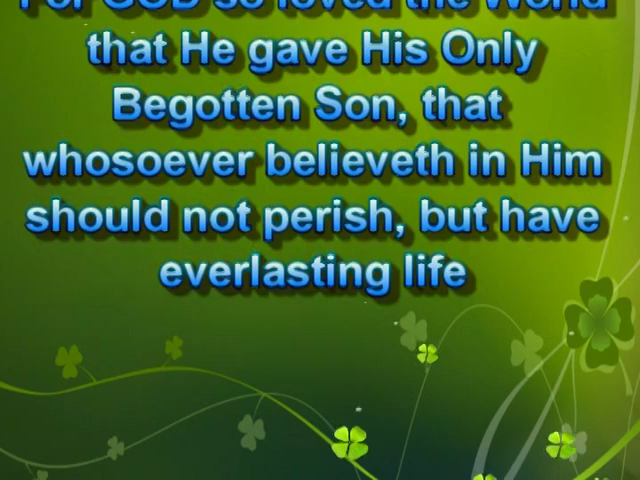 For GOD so loved the World
that He gave His Only
Begotten Son, that
whosoever believeth in Him
should not perish, but have
everlasting life